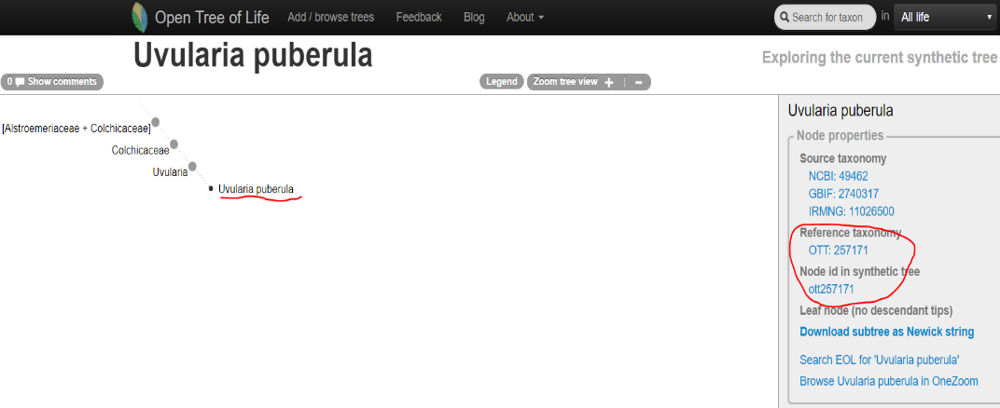 Open Tree of Life Add / browse trees Feedback Blog About Search for taxon in All life
Uvularia puberula
Exploring the current synthetic tree
0 Show comments Legend Zoom tree view + | -
[Alstroemeriaceae + Colchicaceae]
Colchicaceae
Uvularia
Uvularia puberula
Uvularia puberula
Node properties
Source taxonomy
NCBI: 49462
GBIF: 2740317
IRMNG: 11026500
Reference taxonomy
OTT: 257171
Node id in synthetic tree
ott257171
Leaf node (no descendant tips)
Download subtree as Newick string
Search EOL for 'Uvularia puberula'
Browse Uvularia puberula in OneZoom